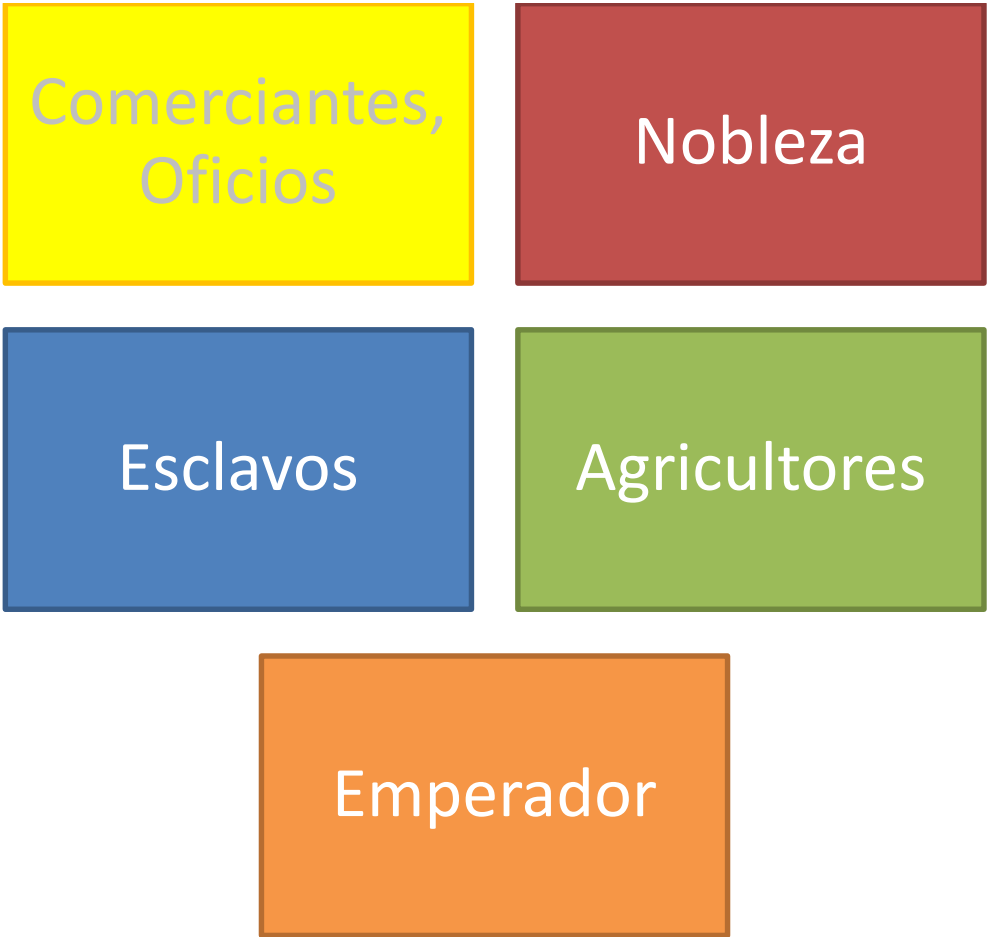 Comerciantes,
Oficios
Nobleza
Esclavos
Agricultores
Emperador